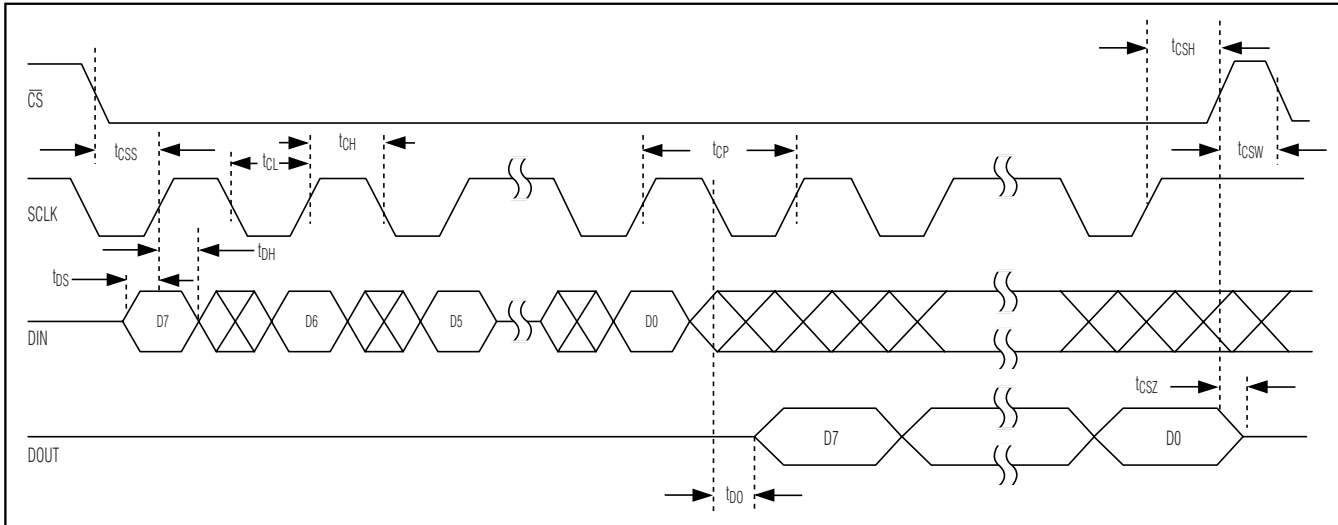 tCSH
CS
tCSS
tCL
tCH
tCP
tCSW
SCLK
tDS
tDH
DIN
D7
D6
D5
D0
tCSZ
DOUT
D7
D0
tDO